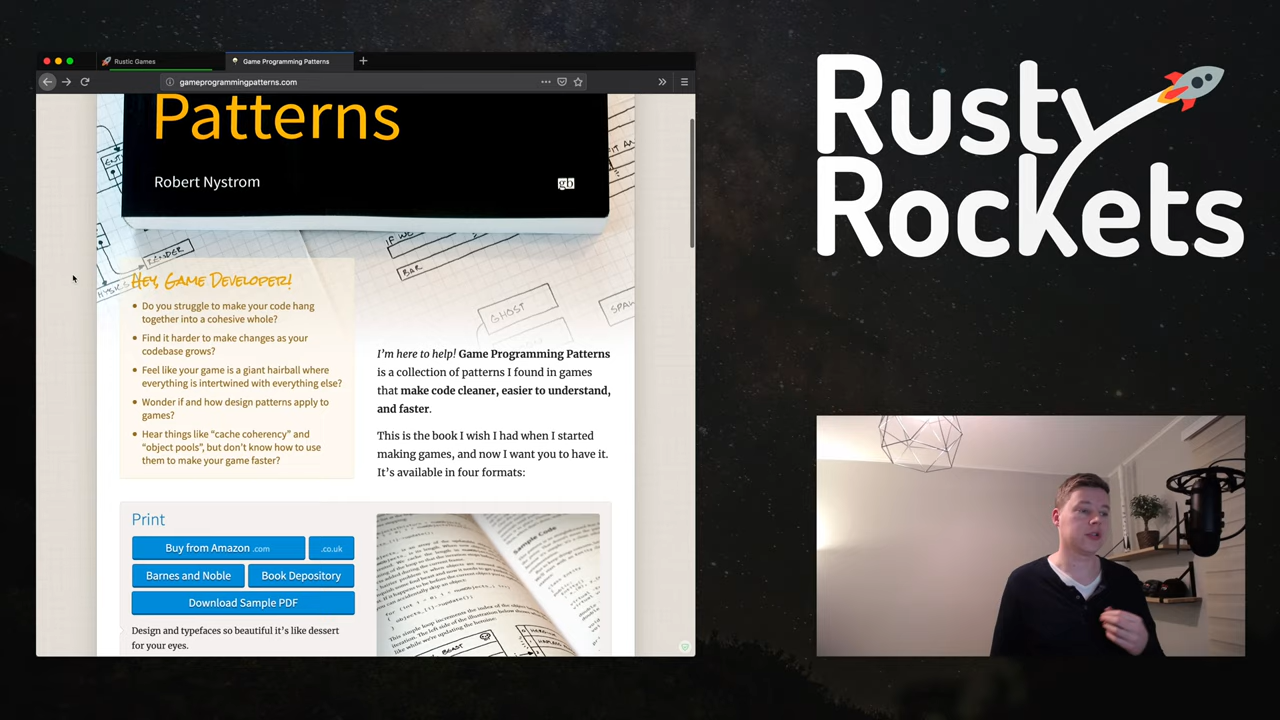 Rustic Games
Game Programming Patterns
gameprogrammingpatterns.com
Patterns
Robert Nystrom
gb
RENDER
BAR
GHOST
Hey, Game Developer!
Do you struggle to make your code hang
together into a cohesive whole?
Find it harder to make changes as your
codebase grows?
Feel like your game is a giant hairball where
everything is intertwined with everything else?
Wonder if and how design patterns apply to
games?
Hear things like “cache coherency” and
“object pools”, but don’t know how to use
them to make your game faster?
I’m here to help! Game Programming Patterns
is a collection of patterns I found in games
that make code cleaner, easier to understand,
and faster.
This is the book I wish I had when I started
making games, and now I want you to have it.
It’s available in four formats:
Print
Buy from Amazon .com
.co.uk
Barnes and Noble
Book Depository
Download Sample PDF
Design and typefaces so beautiful it’s like dessert
for your eyes.
Sample Code
Rusty
Rockets